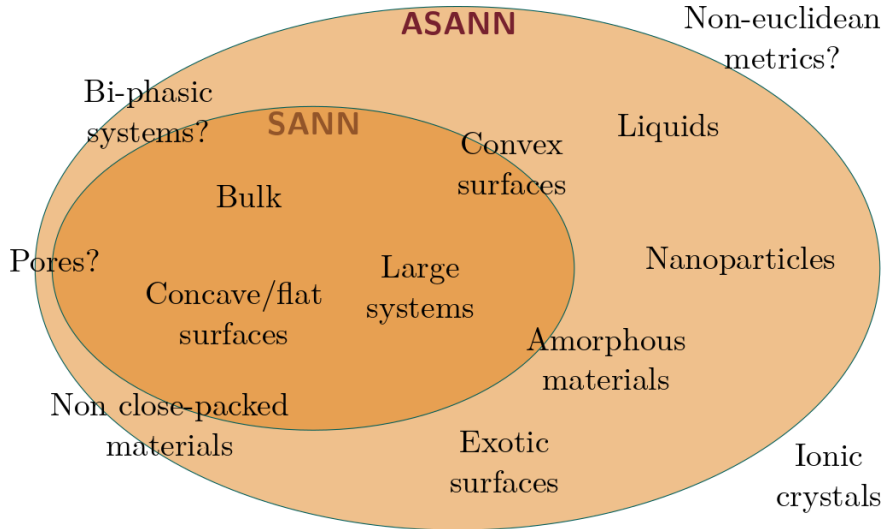 ASANN
Non-euclidean
metrics?
Bi-phasic
systems?
SANN
Liquids
Convex
surfaces
Bulk
Pores?
Large
systems
Nanoparticles
Concave/flat
surfaces
Amorphous
materials
Non close-packed
materials
Exotic
surfaces
Ionic
crystals